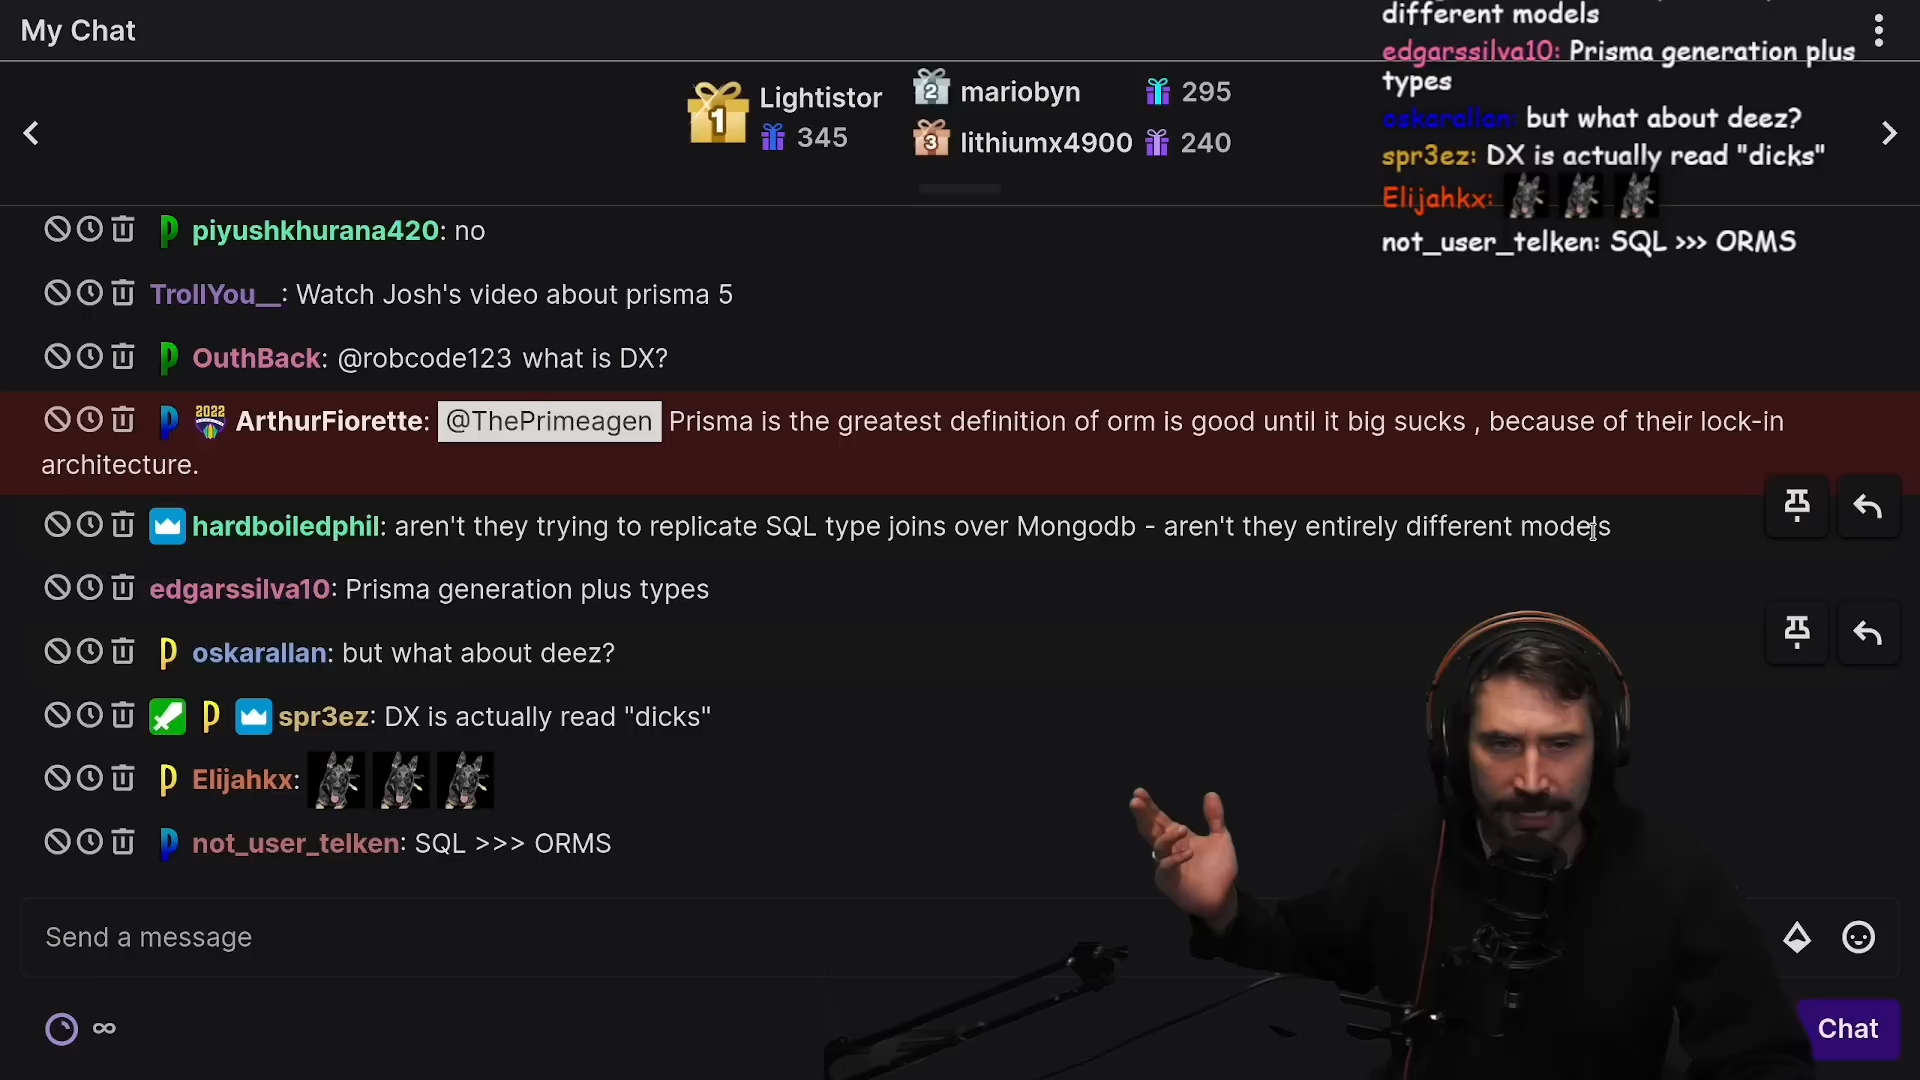 My Chat
different models
edgarssilva10: Prisma generation plus
types
oskarallan: but what about deez?
spr3ez: DX is actually read "dicks"
Elijahkx:
not_user_telken: SQL >>> ORMS
1
Lightistor
345
2 mariobyn 295
3 lithiumx4900 240
piyushkhurana420: no
TrollYou__: Watch Josh's video about prisma 5
OuthBack: @robcode123 what is DX?
2022 ArthurFiorette: @ThePrimeagen Prisma is the greatest definition of orm is good until it big sucks , because of their lock-in
architecture.
hardboiledphil: aren't they trying to replicate SQL type joins over Mongodb - aren't they entirely different models
edgarssilva10: Prisma generation plus types
oskarallan: but what about deez?
spr3ez: DX is actually read "dicks"
Elijahkx:
not_user_telken: SQL >>> ORMS
Send a message
∞
Chat